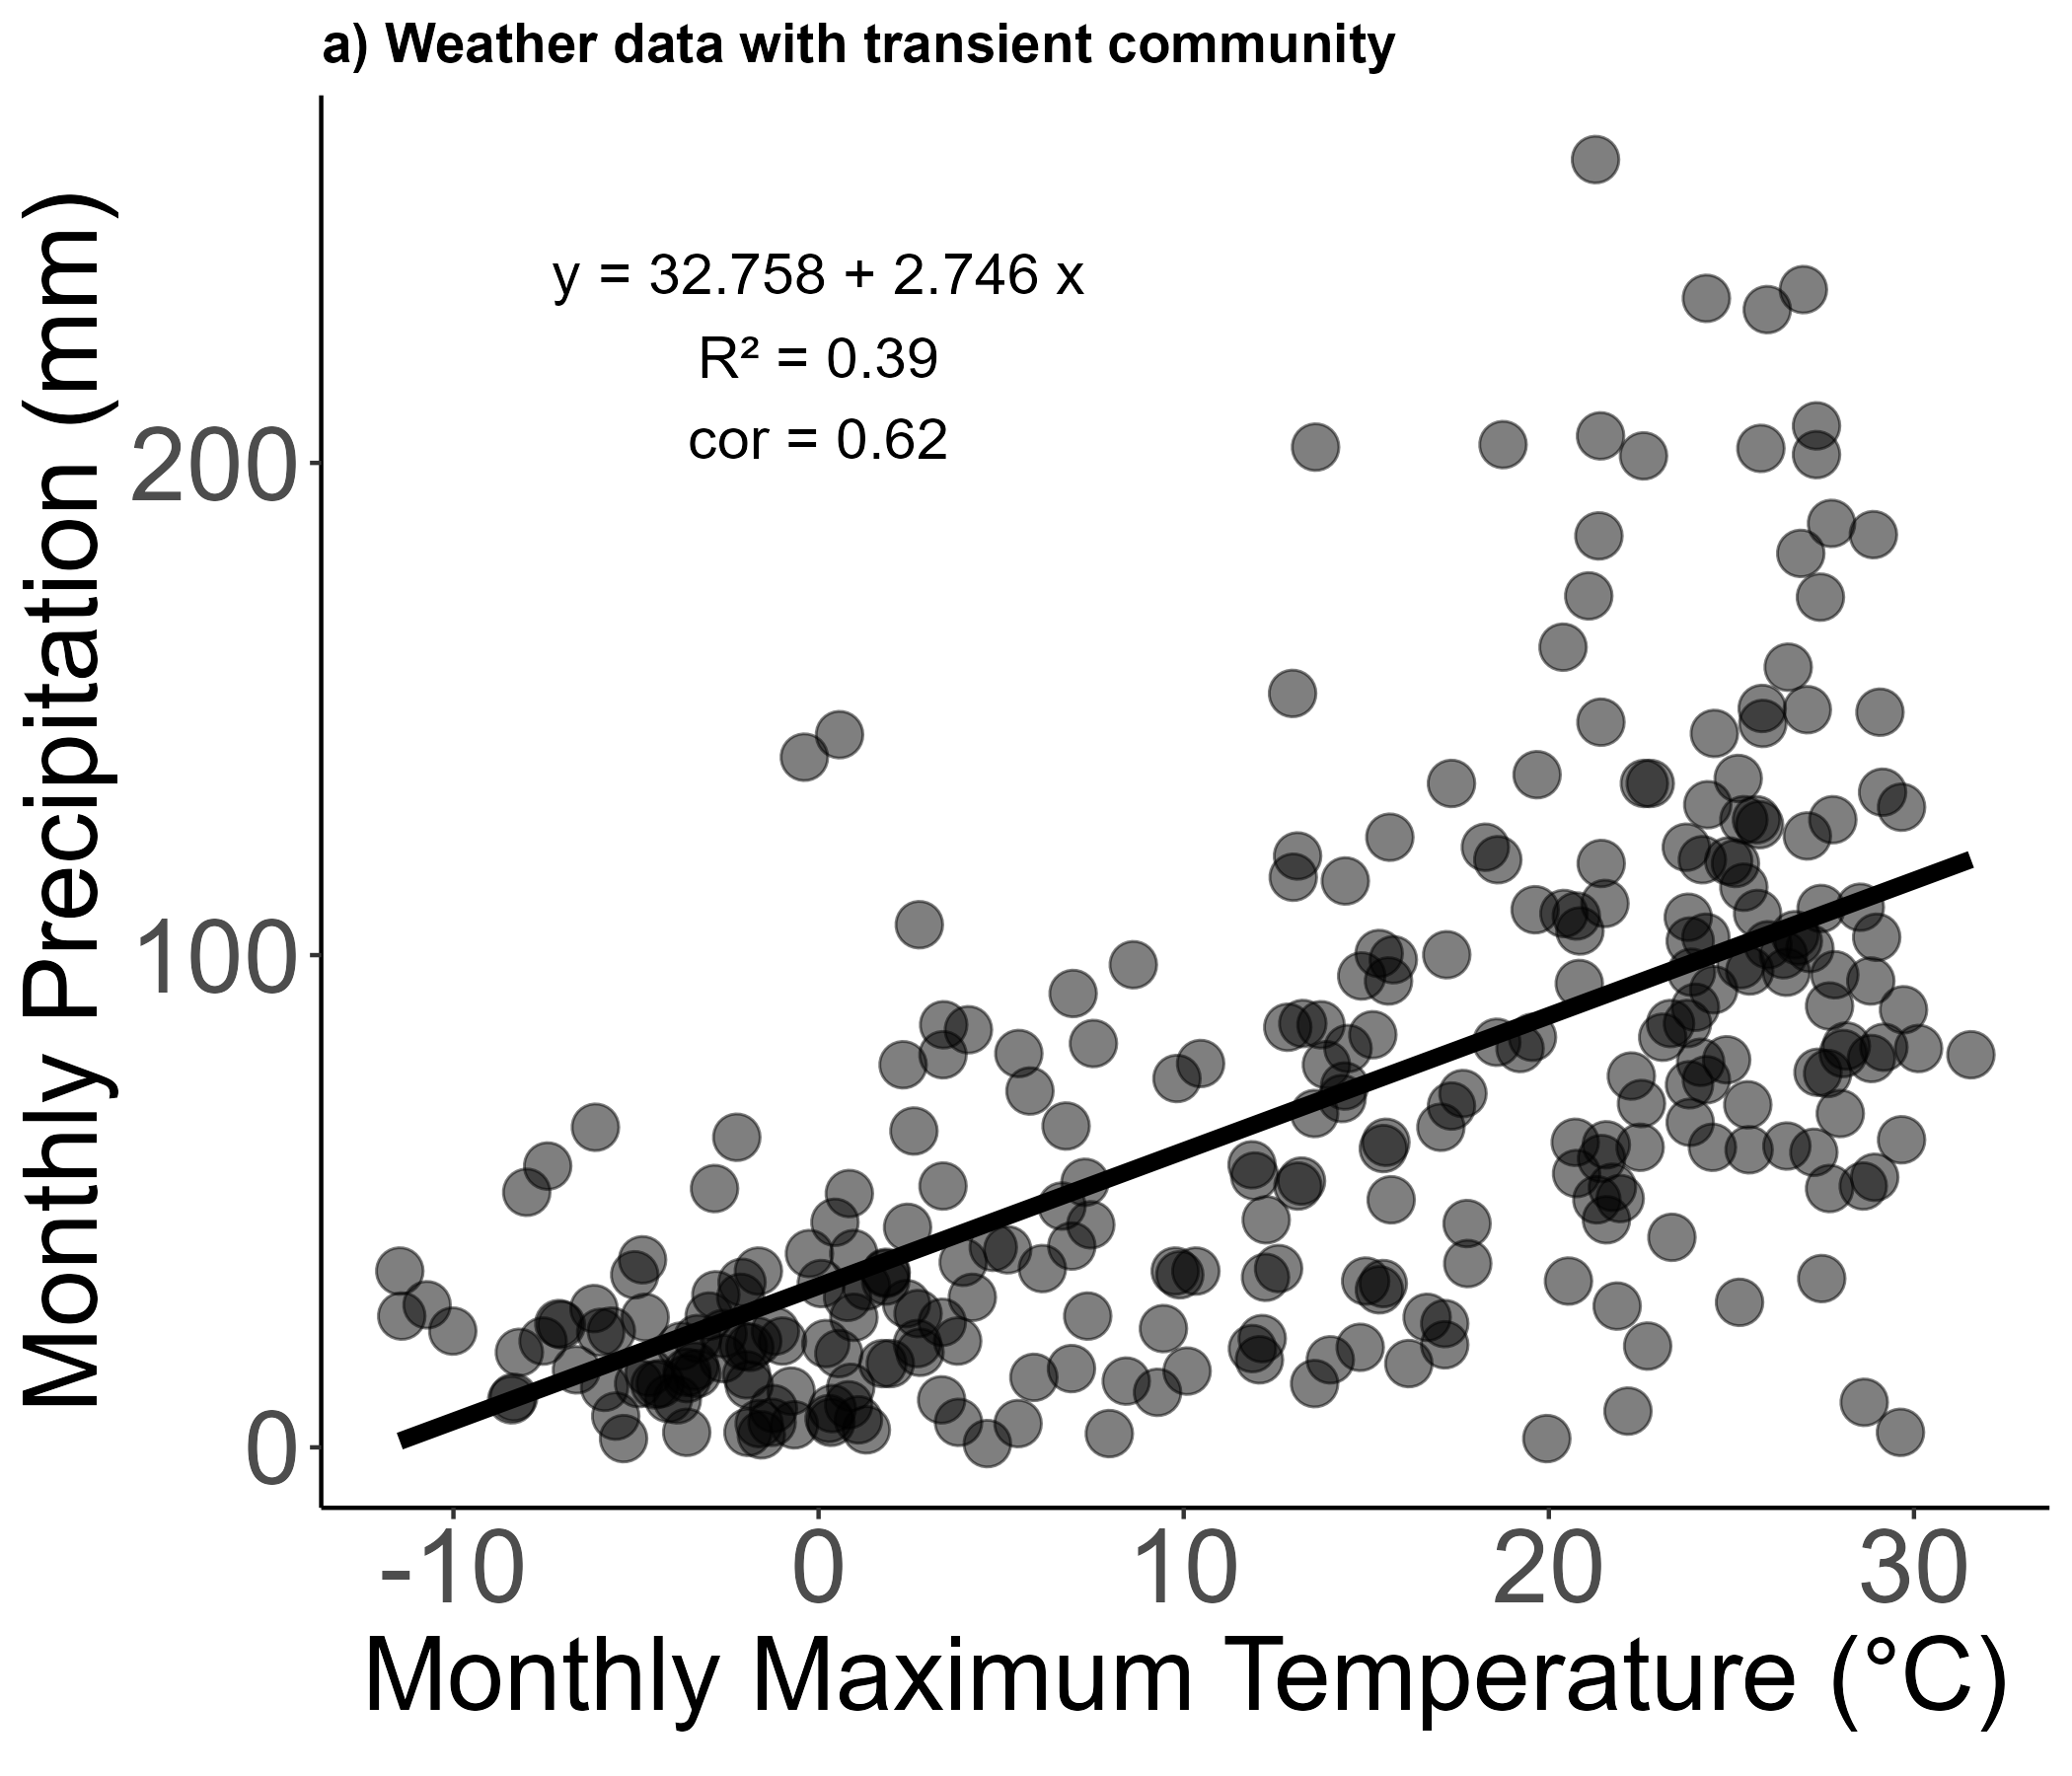 a) Weather data with transient community
y = 32.758 + 2.746 x
R² = 0.39
cor = 0.62
Monthly Precipitation (mm)
200
100
0
-10 0 10 20 30
Monthly Maximum Temperature (°C)